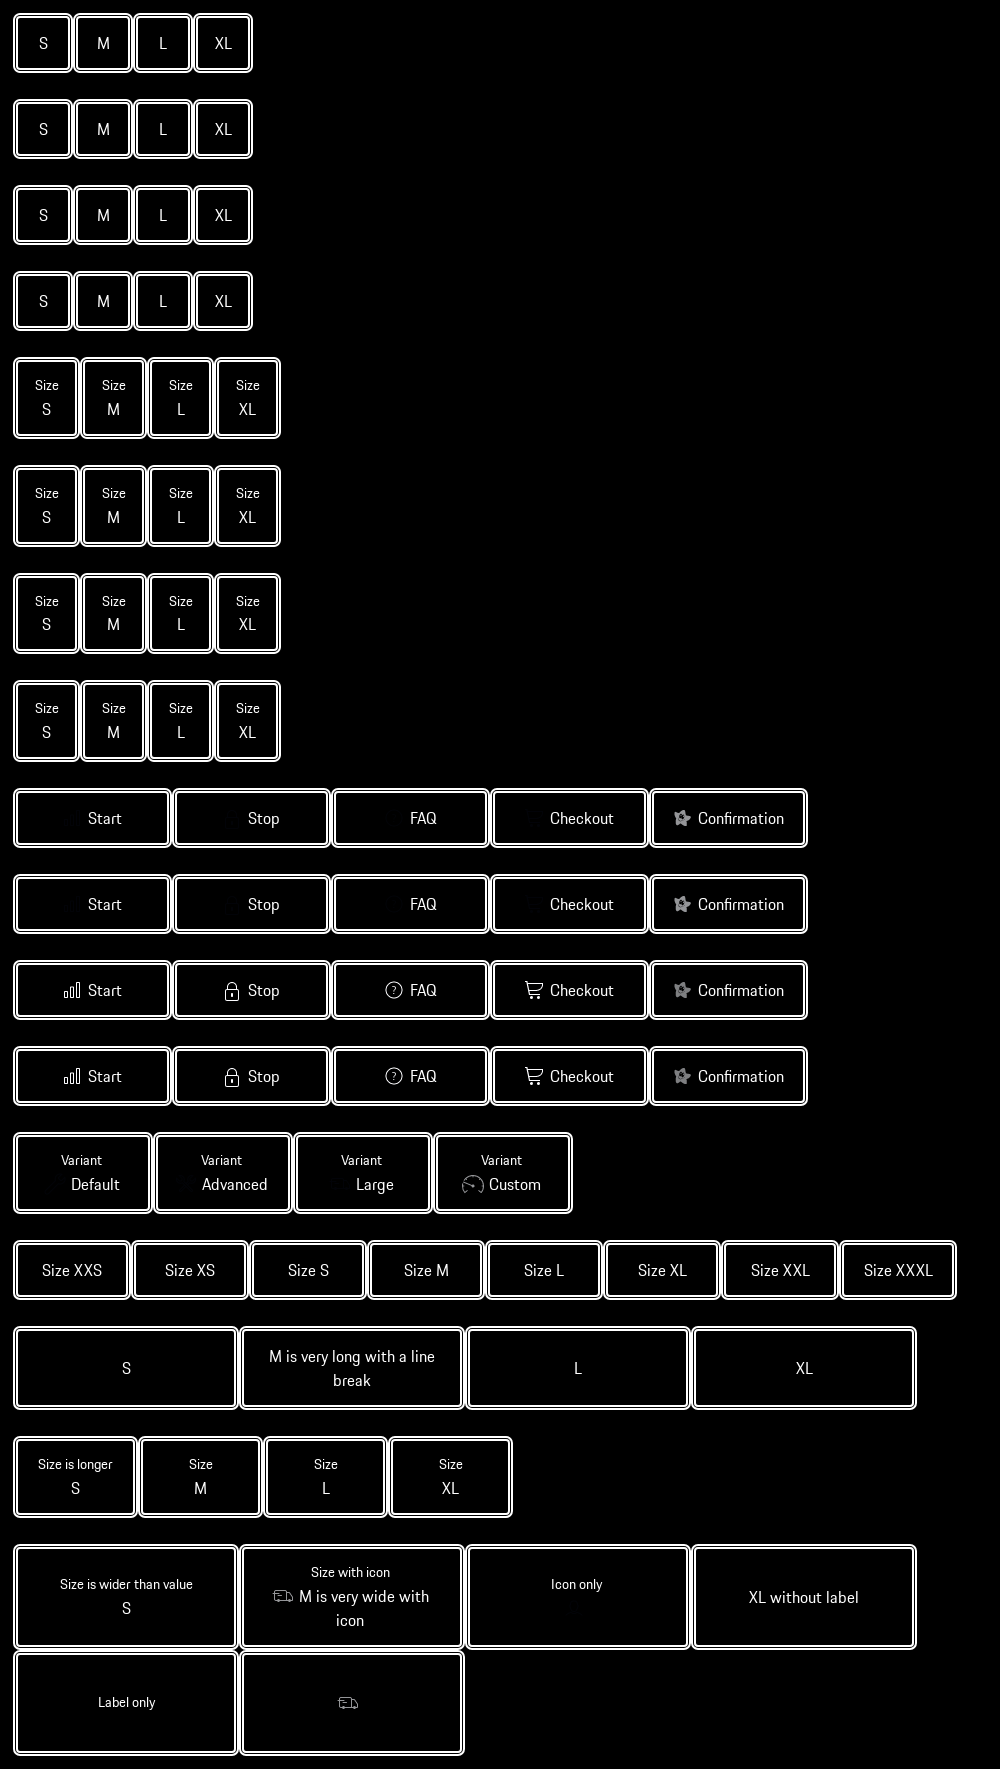 S M L XL
S M L XL
S M L XL
S M L XL
Size Size Size Size
S M L XL
Size Size Size Size
S M L XL
Size Size Size Size
S M L XL
Size Size Size Size
S M L XL
Start Stop FAQ Checkout Confirmation
Start Stop FAQ Checkout Confirmation
Start Stop FAQ Checkout Confirmation
Start Stop FAQ Checkout Confirmation
Variant Variant Variant Variant
Default Advanced Large Custom
Size XXS Size XS Size S Size M Size L Size XL Size XXL Size XXXL
S
M is very long with a line
break
L
XL
Size is longer Size Size Size
S M L XL
Size is wider than value
S
Size with icon
M is very wide with
icon
Icon only
XL without label
Label only